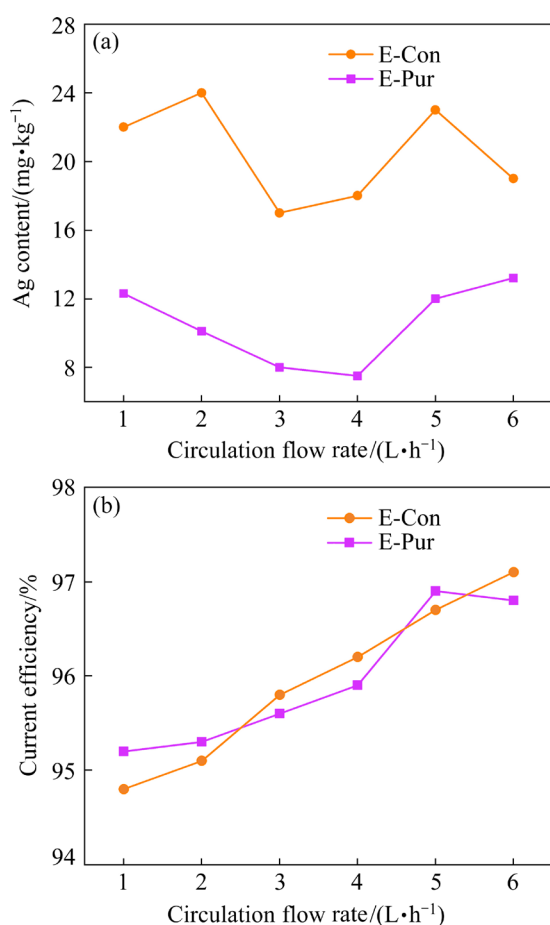 (a)
E-Con
E-Pur
28
24
20
16
12
8
Ag content/(mg•kg⁻¹)
1 2 3 4 5 6
Circulation flow rate/(L•h⁻¹)
(b)
E-Con
E-Pur
98
97
96
95
94
Current efficiency/%
1 2 3 4 5 6
Circulation flow rate/(L•h⁻¹)